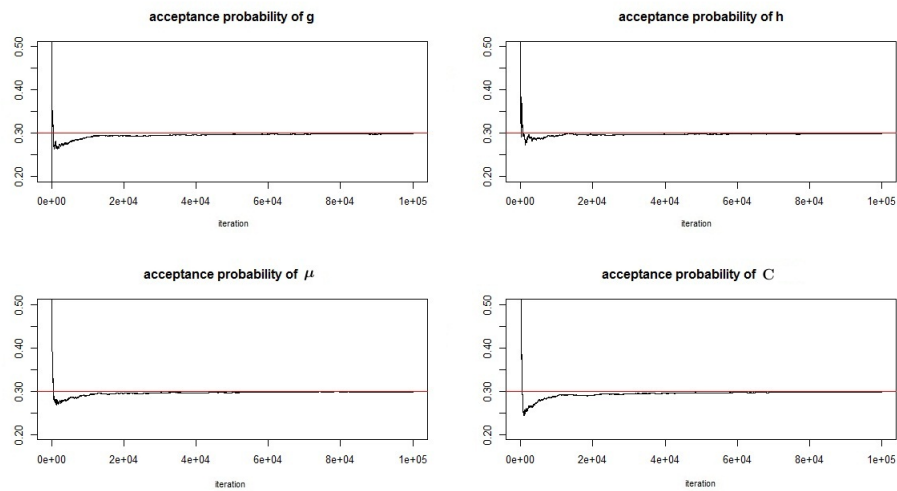 acceptance probability of g
0.50
0.40
0.30
0.20
0e+00 2e+04 4e+04 6e+04 8e+04 1e+05
iteration
acceptance probability of h
0.50
0.40
0.30
0.20
0e+00 2e+04 4e+04 6e+04 8e+04 1e+05
iteration
acceptance probability of μ
0.50
0.40
0.30
0.20
0e+00 2e+04 4e+04 6e+04 8e+04 1e+05
iteration
acceptance probability of C
0.50
0.40
0.30
0.20
0e+00 2e+04 4e+04 6e+04 8e+04 1e+05
iteration